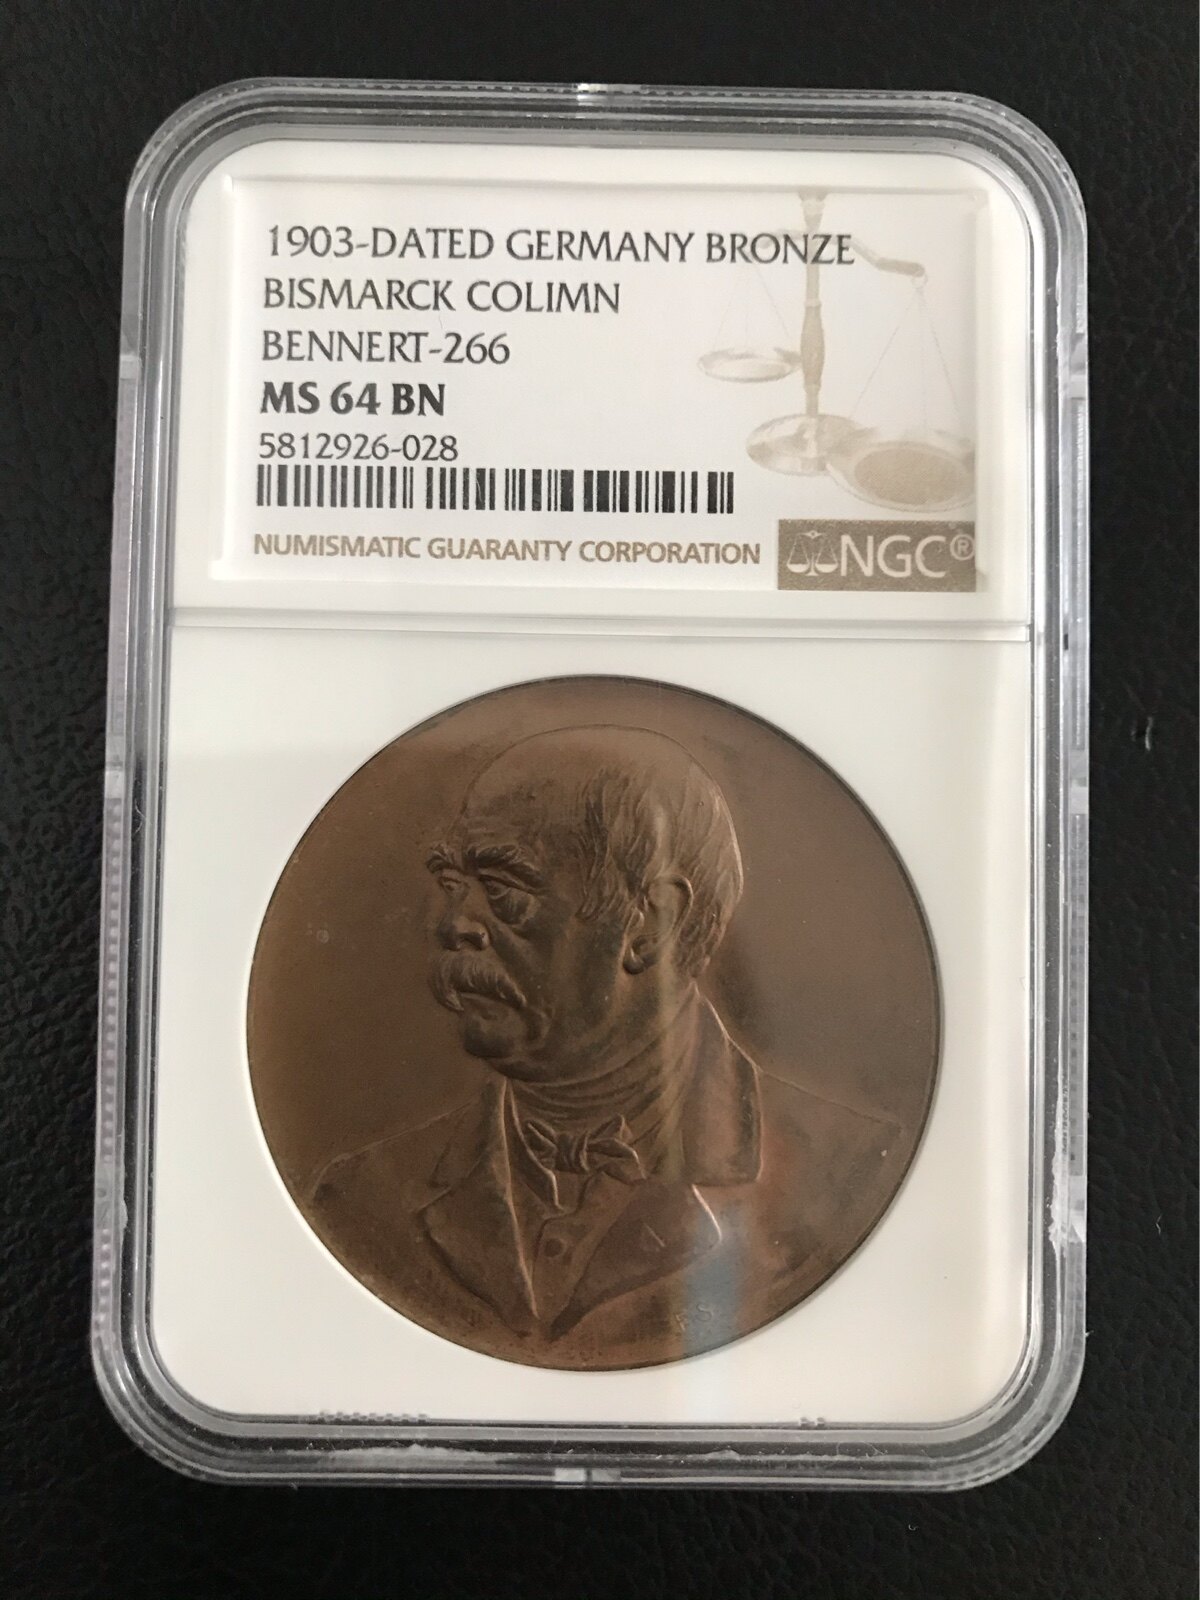 1903-DATED GERMANY BRONZE
BISMARCK COLIMN
BENNERT-266
MS 64 BN
5812926-028
NUMISMATIC GUARANTY CORPORATION
NGC®
F.S.